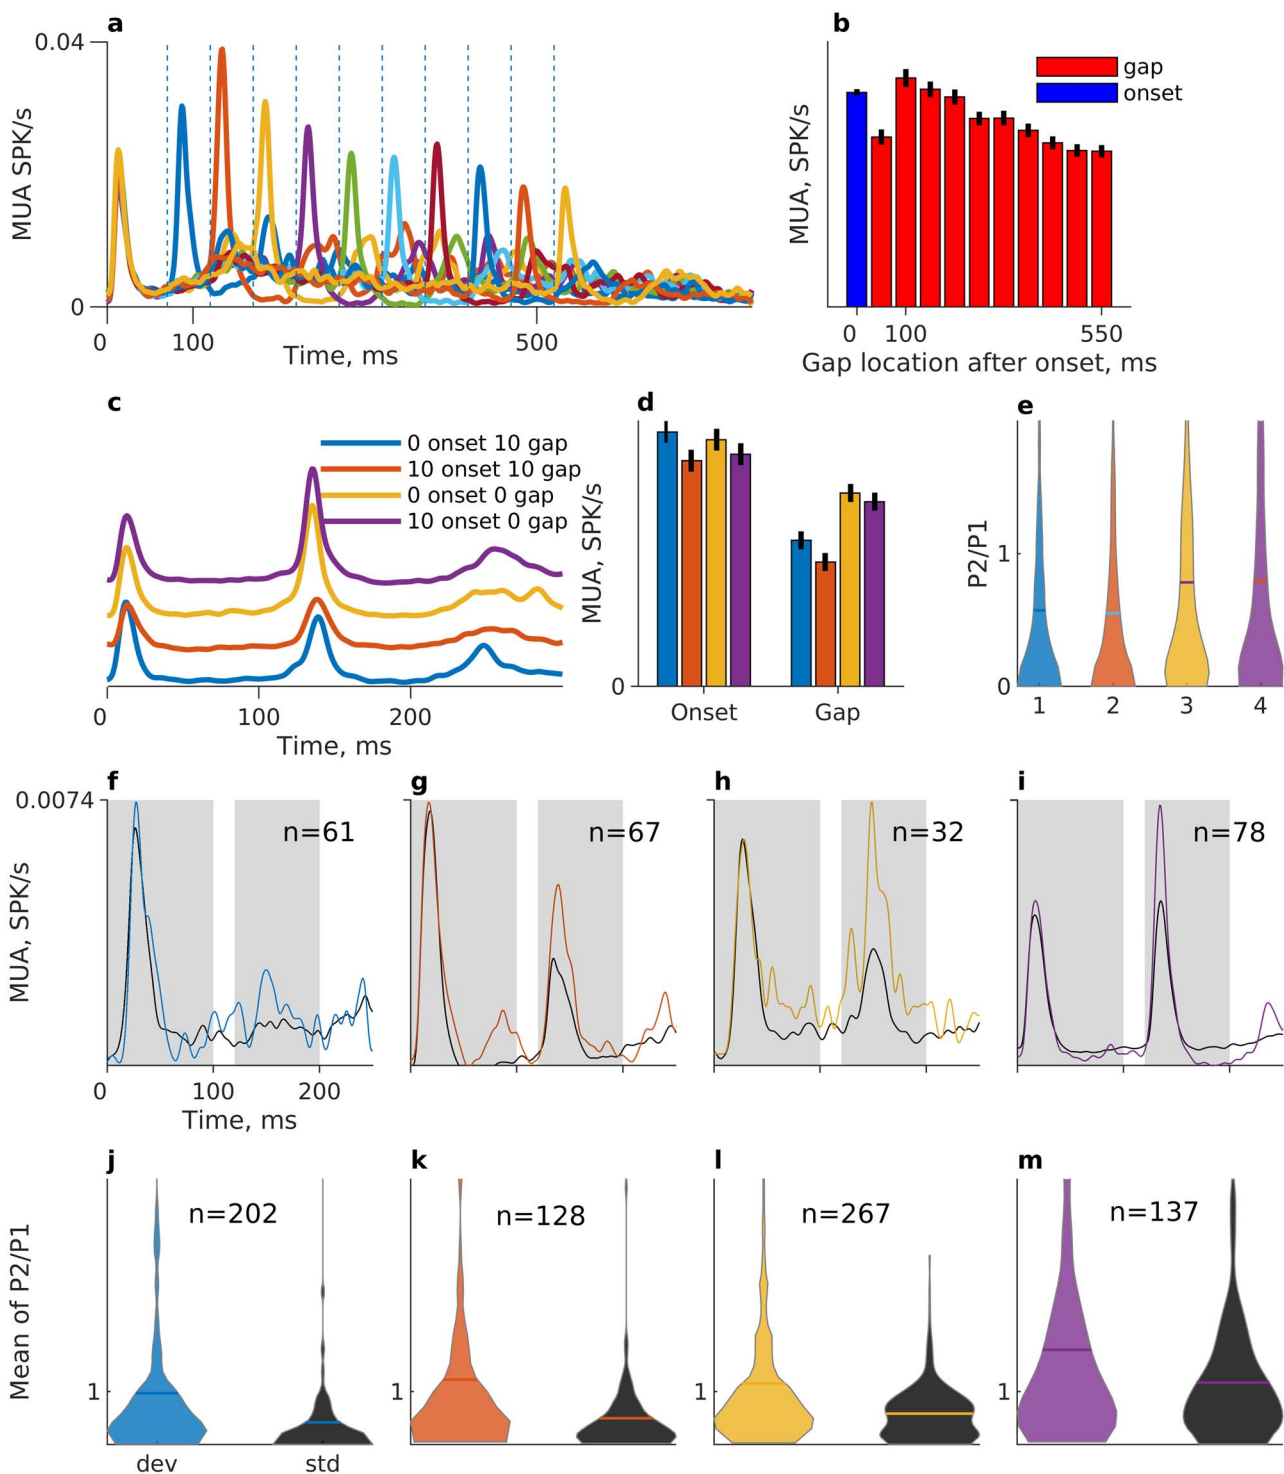 a
0.04
MUA SPK/s
0
0
100
500
Time, ms
b
gap
onset
MUA, SPK/s
0
100
550
Gap location after onset, ms
c
0 onset 10 gap
10 onset 10 gap
0 onset 0 gap
10 onset 0 gap
0
100
200
Time, ms
d
MUA, SPK/s
0
Onset
Gap
e
P2/P1
1
0
1
2
3
4
f
0.0074
n=61
MUA, SPK/s
0
100
200
Time, ms
g
n=67
h
n=32
i
n=78
j
n=202
Mean of P2/P1
1
dev
std
k
n=128
1
l
n=267
1
m
n=137
1